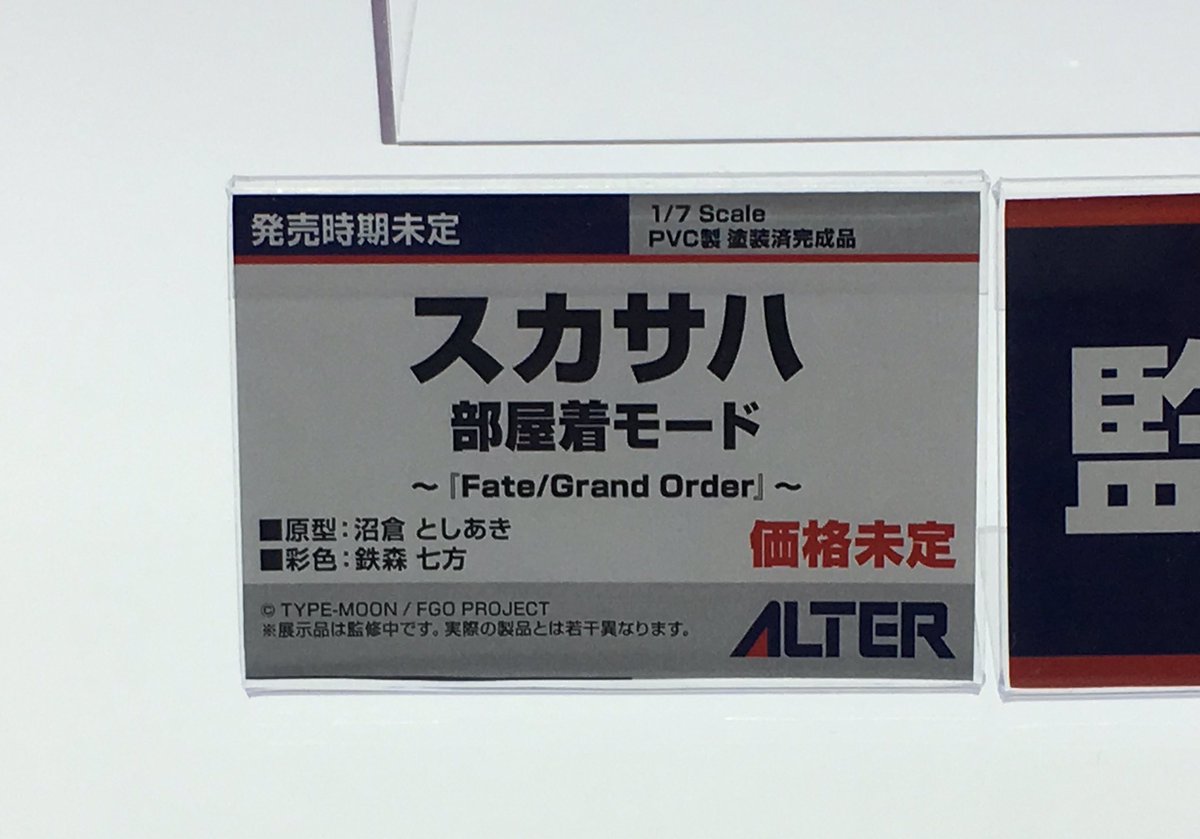 発売時期未定
1/7 Scale
PVC製 塗装済完成品
スカサハ
部屋着モード
~『Fate/Grand Order』~
■原型:沼倉 としあき
■彩色:鉄森 七方
価格未定
© TYPE-MOON / FGO PROJECT
※展示品は監修中です。実際の製品とは若干異なります。
ALTER
監